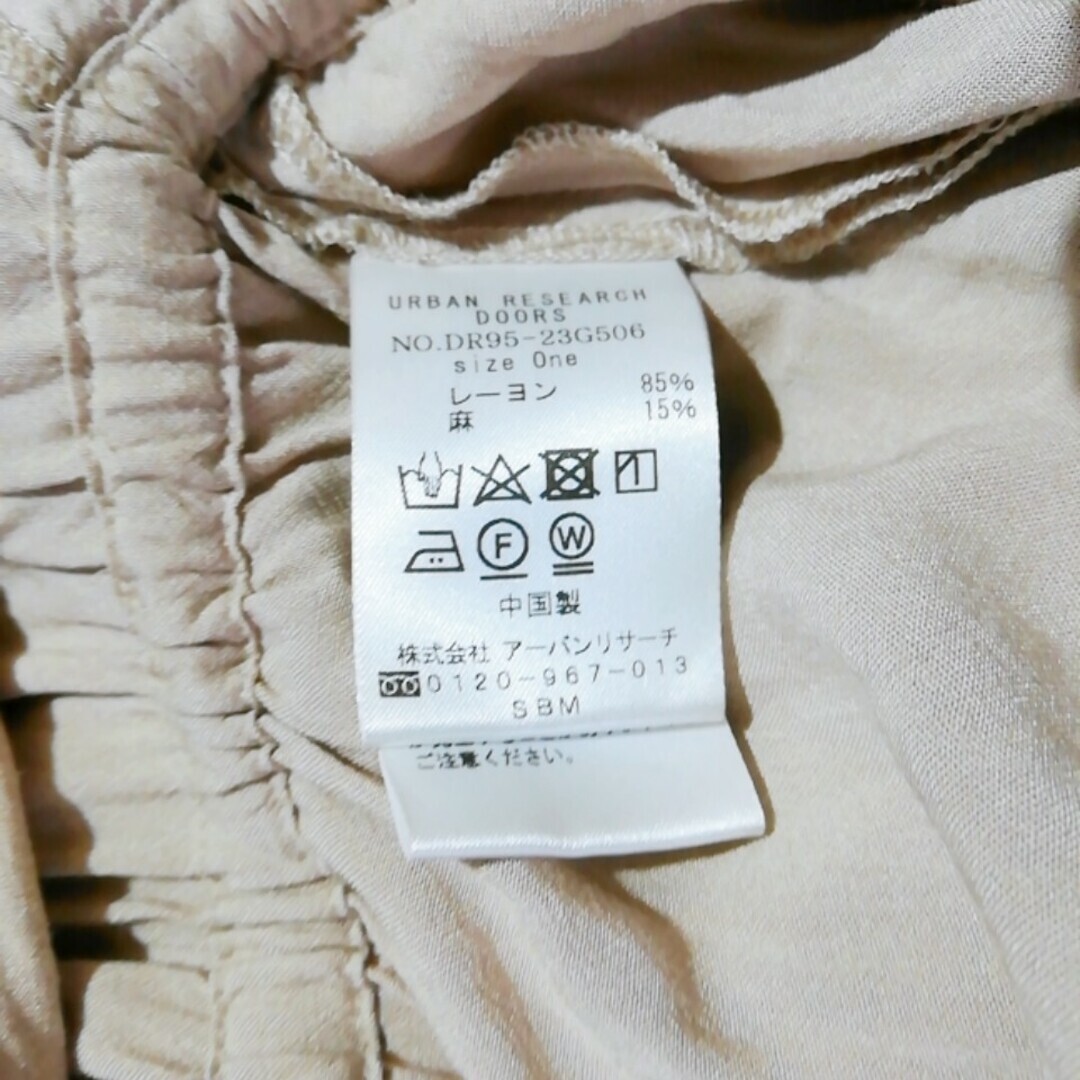 URBAN RESEARCH
DOORS
NO.DR95-23G506
size One
レーヨン 85%
麻 15%
F W
中国製
株式会社 アーバンリサーチ
0120-967-013
SBM
ご注意ください。